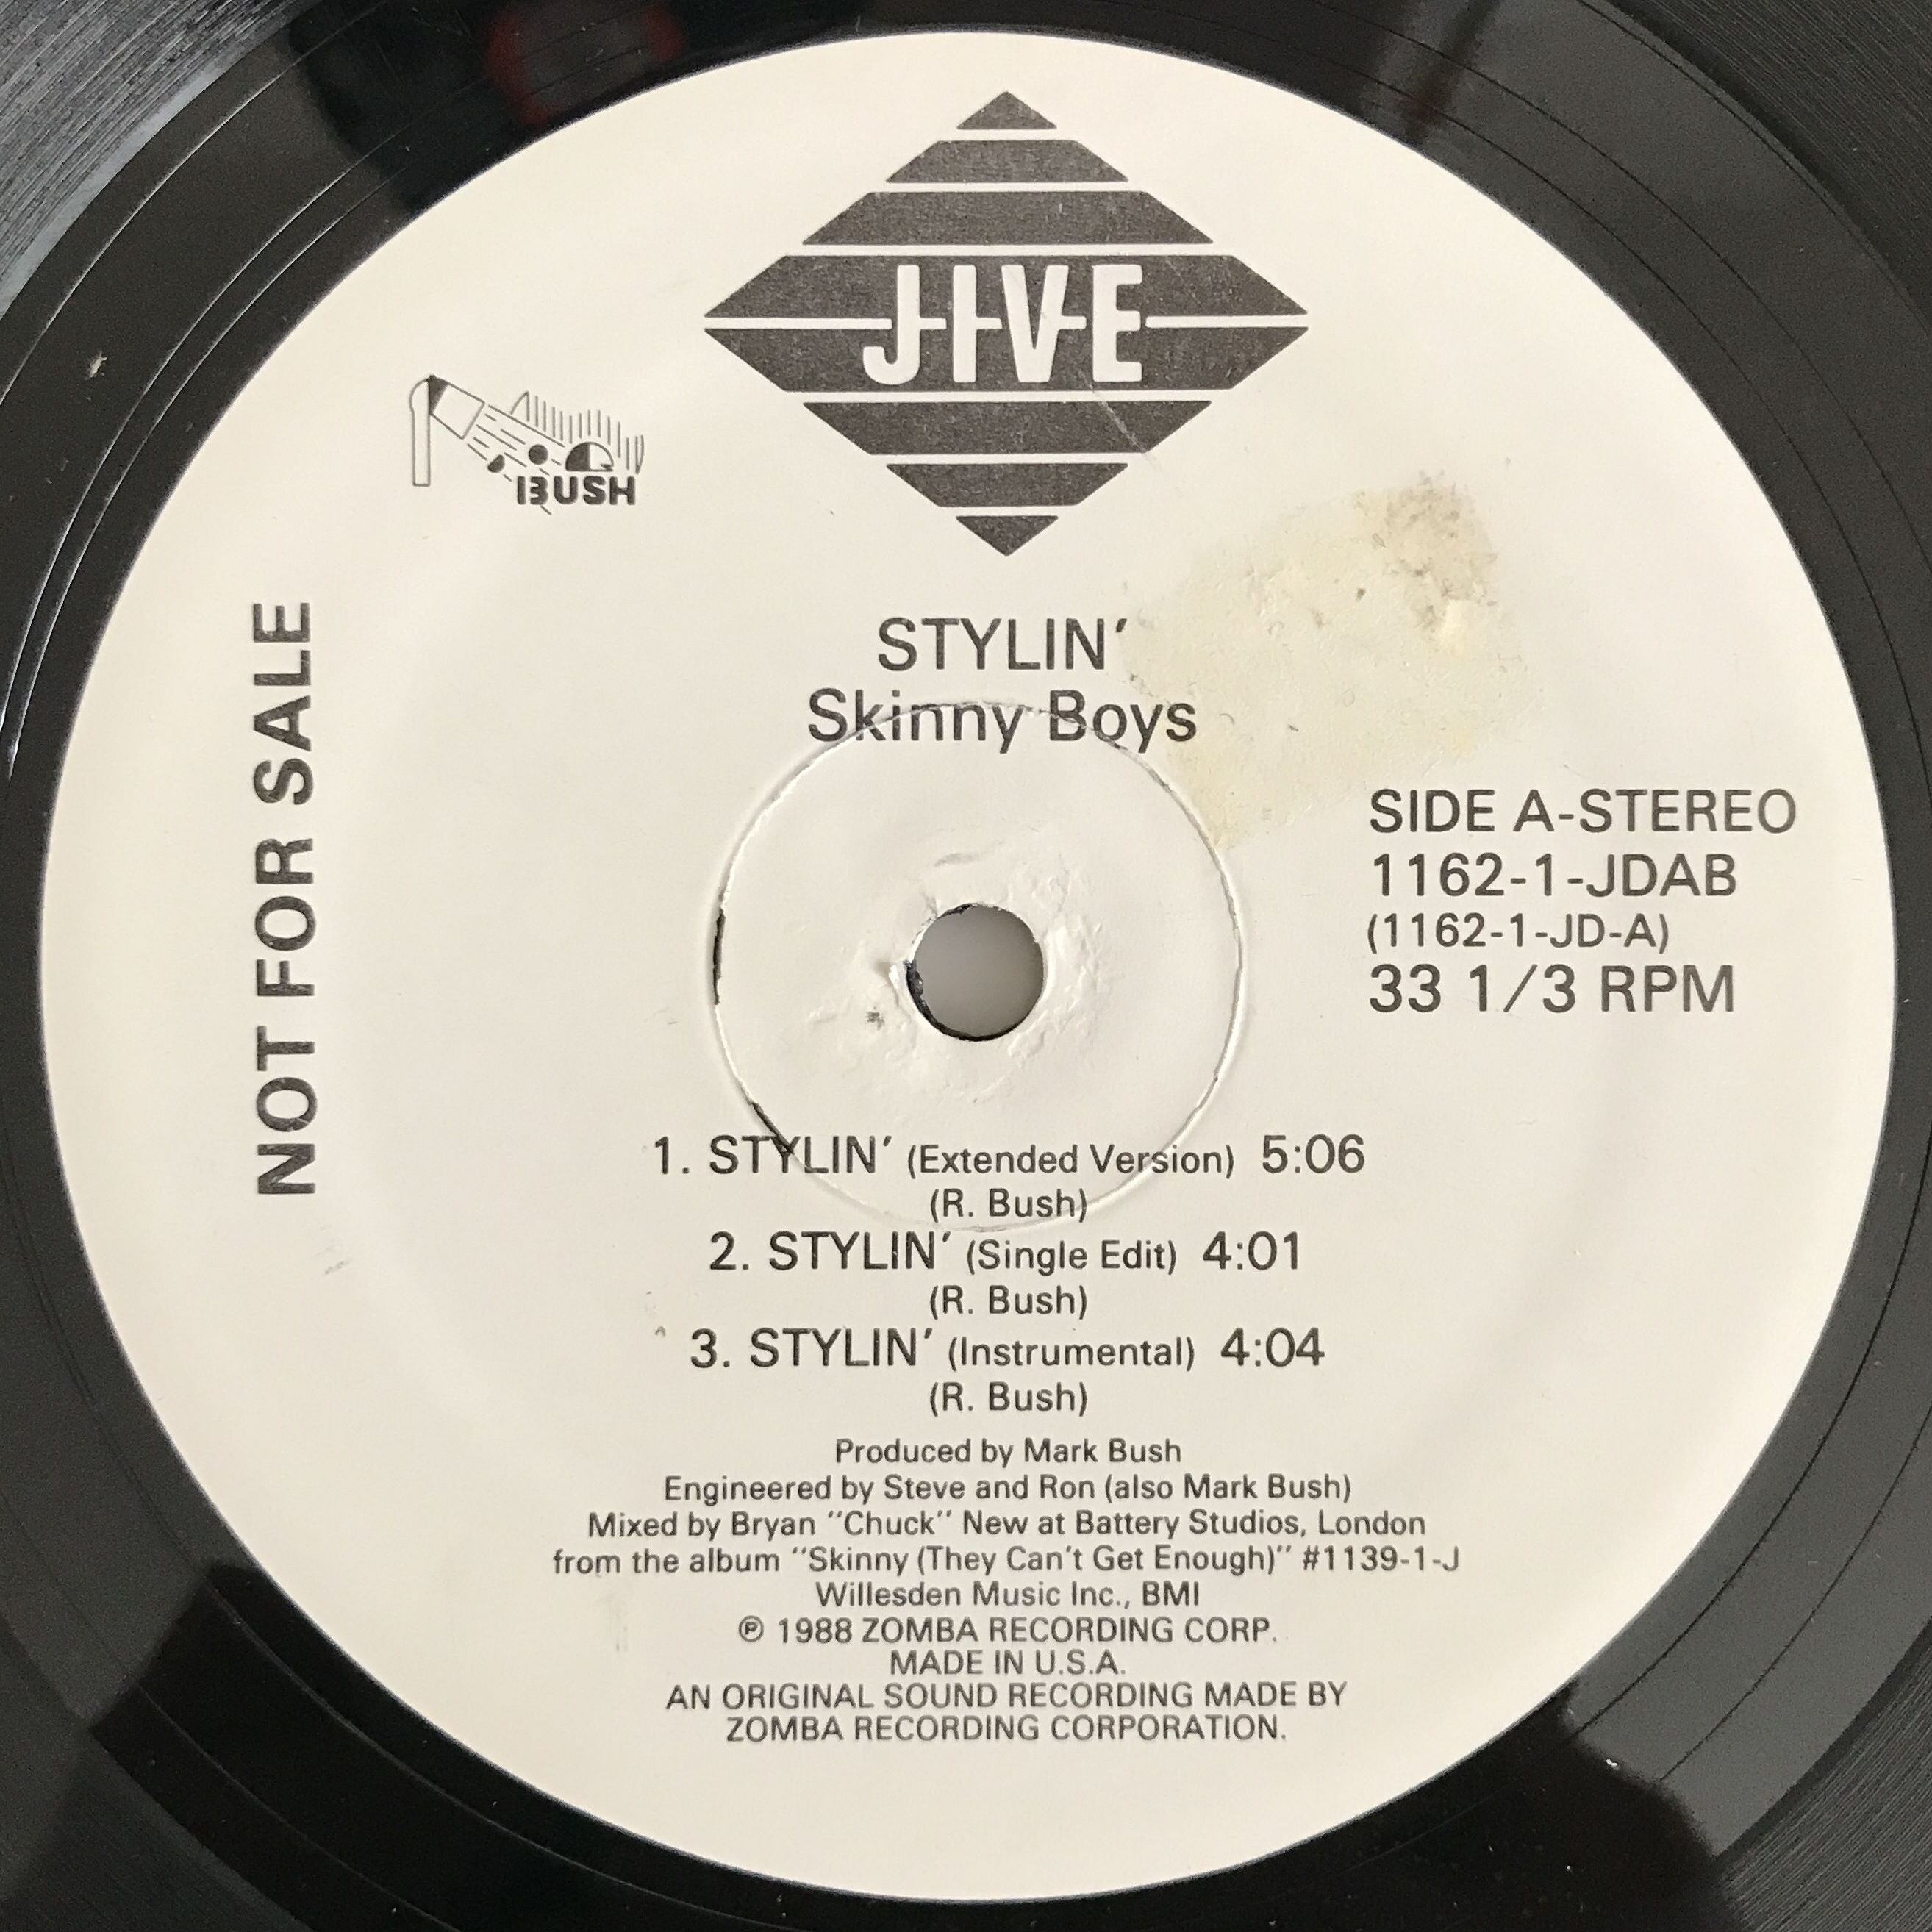 JIVE
BUSH
NOT FOR SALE
STYLIN'
Skinny Boys
SIDE A-STEREO
1162-1-JDAB
(1162-1-JD-A)
33 1/3 RPM
1. STYLIN' (Extended Version) 5:06
(R. Bush)
2. STYLIN' (Single Edit) 4:01
(R. Bush)
3. STYLIN' (Instrumental) 4:04
(R. Bush)
Produced by Mark Bush
Engineered by Steve and Ron (also Mark Bush)
Mixed by Bryan "Chuck" New at Battery Studios, London
from the album "Skinny (They Can't Get Enough)" #1139-1-J
Willesden Music Inc., BMI
℗ 1988 ZOMBA RECORDING CORP.
MADE IN U.S.A.
AN ORIGINAL SOUND RECORDING MADE BY
ZOMBA RECORDING CORPORATION.